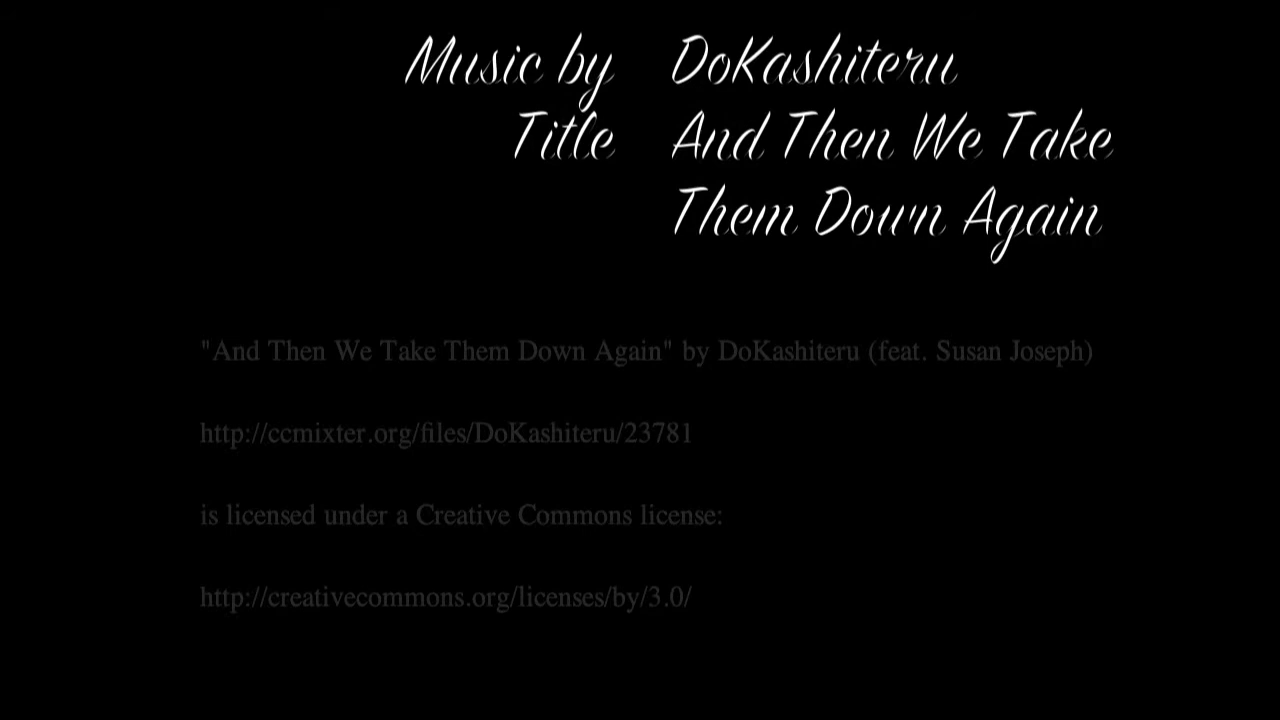 Music by DoKashiteru
Title And Then We Take
Them Down Again
"And Then We Take Them Down Again" by DoKashiteru (feat. Susan Joseph)
http://ccmixter.org/files/DoKashiteru/23781
is licensed under a Creative Commons license:
http://creativecommons.org/licenses/by/3.0/